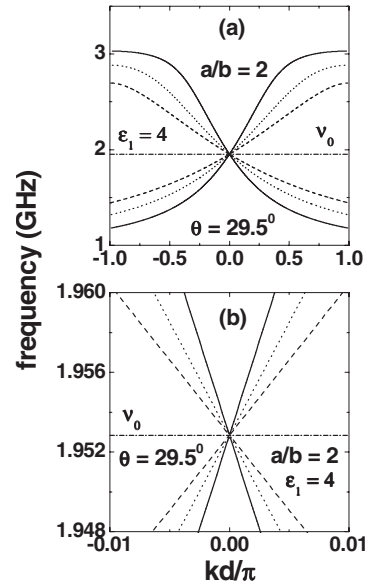 (a)
3
a/b = 2
ε₁ = 4
ν₀
2
θ = 29.5⁰
1
-1.0 -0.5 0.0 0.5 1.0
frequency (GHz)
1.960
(b)
1.956
ν₀
1.952
θ = 29.5⁰
a/b = 2
ε₁ = 4
1.948
-0.01 0.00 0.01
kd/π